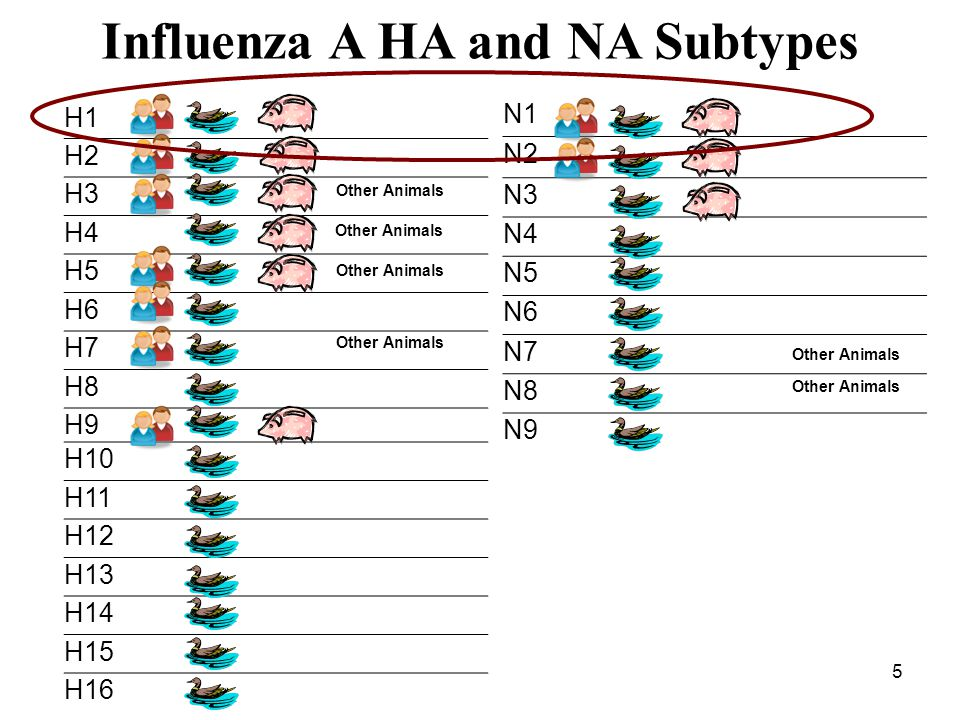 Influenza A HA and NA Subtypes
H1
H2
H3 Other Animals
H4 Other Animals
H5 Other Animals
H6
H7 Other Animals
H8
H9
H10
H11
H12
H13
H14
H15
H16
N1
N2
N3
N4
N5
N6
N7 Other Animals
N8 Other Animals
N9
5